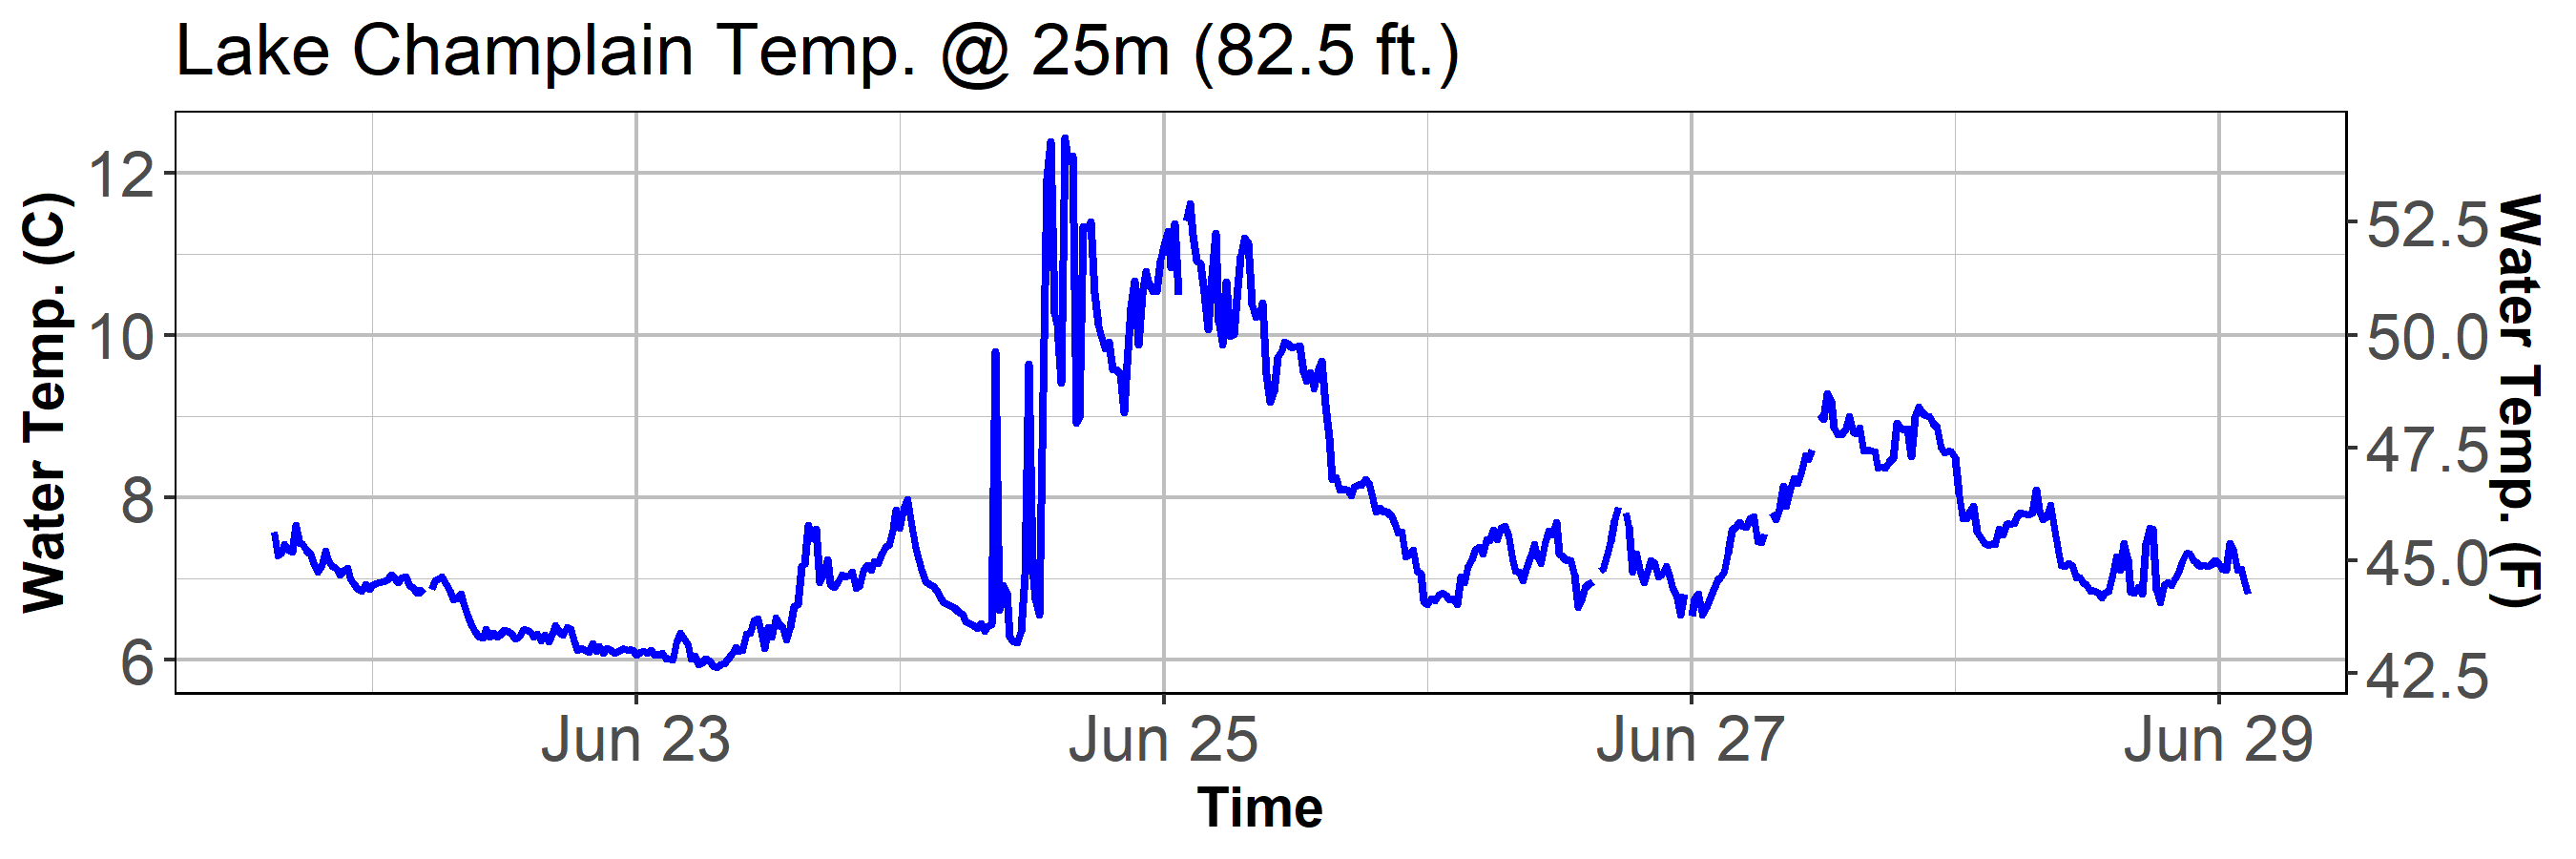 Lake Champlain Temp. @ 25m (82.5 ft.)
Water Temp. (C)
12
10
8
6
52.5
50.0
47.5
45.0
42.5
Water Temp. (F)
Jun 23
Jun 25
Jun 27
Jun 29
Time